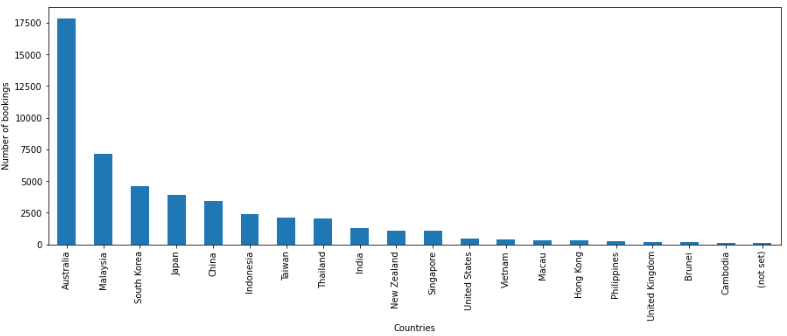 Number of bookings
17500
15000
12500
10000
7500
5000
2500
0
Australia
Malaysia
South Korea
Japan
China
Indonesia
Taiwan
Thailand
India
New Zealand
Singapore
United States
Vietnam
Macau
Hong Kong
Philippines
United Kingdom
Brunei
Cambodia
(not set)
Countries